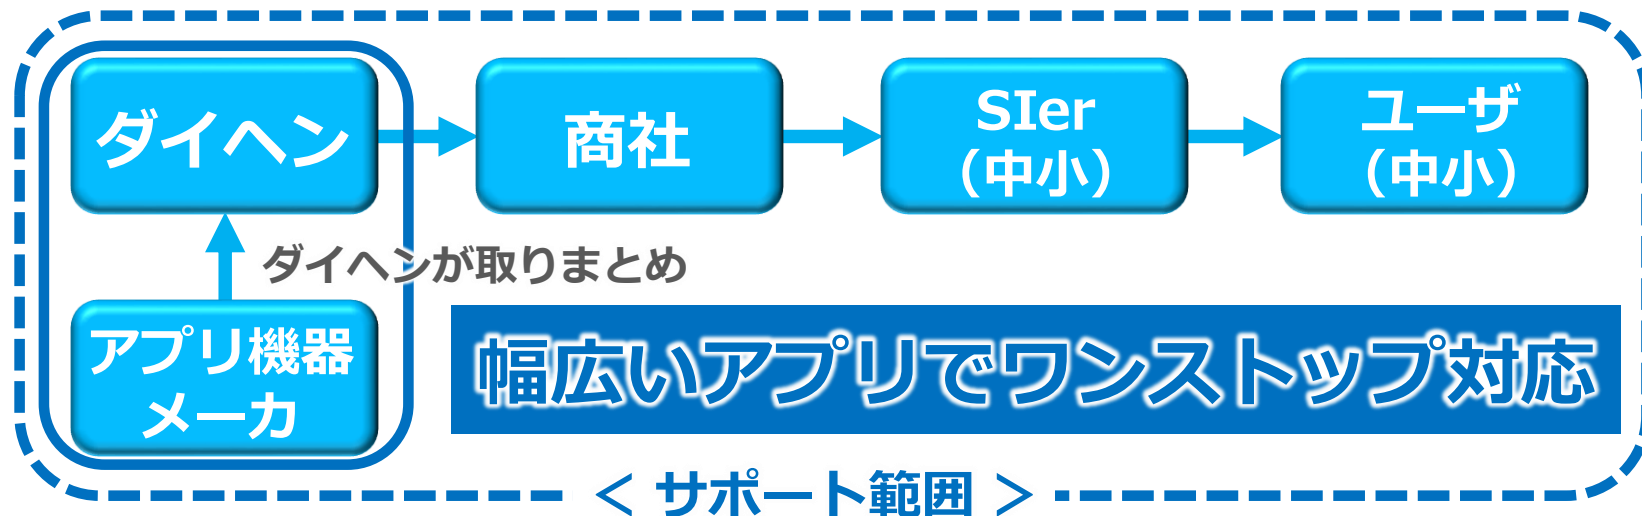 ダイヘン
商社
SIer
（中小）
ユーザ
（中小）
ダイヘンが取りまとめ
アプリ機器
メーカ
幅広いアプリでワンストップ対応
＜ サポート範囲 ＞